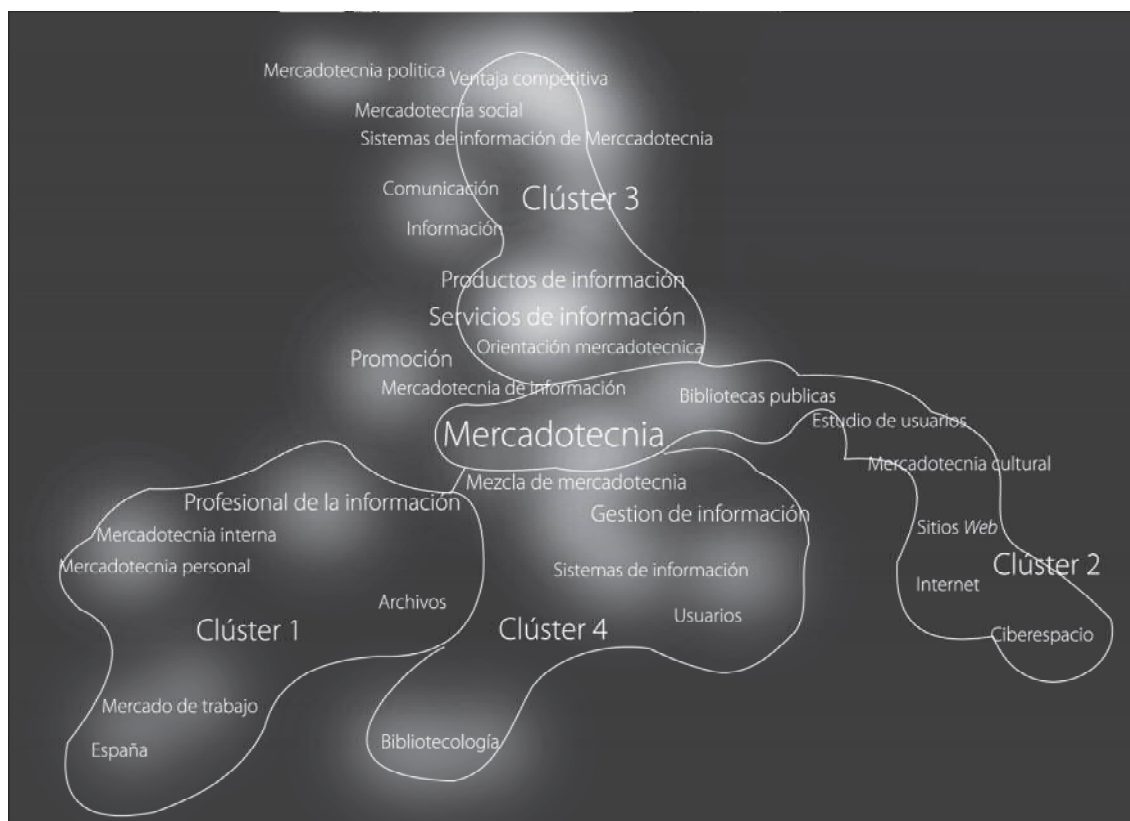 Mercadotecnia política
Ventaja competitiva
Mercadotecnia social
Sistemas de información de Merccadotecnia
Comunicación
Clúster 3
Información
Productos de información
Servicios de información
Orientación mercadotecnica
Promoción
Mercadotecnia de información
Bibliotecas publicas
Estudio de usuarios
Mercadotecnia
Mercadotecnia cultural
Mezcla de mercadotecnia
Profesional de la información
Gestion de información
Sitios Web
Mercadotecnia interna
Mercadotecnia personal
Sistemas de información
Clúster 2
Internet
Archivos
Usuarios
Clúster 1
Clúster 4
Ciberespacio
Mercado de trabajo
Bibliotecología
España